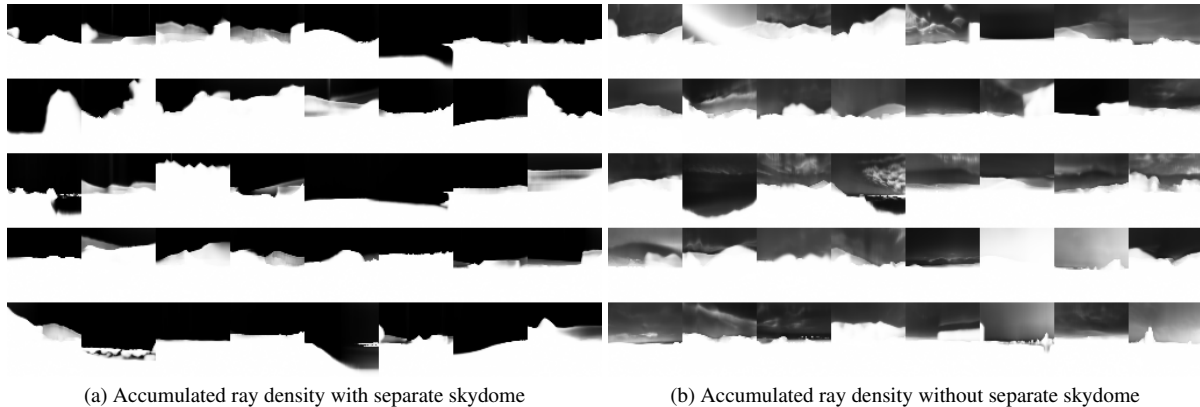 (a) Accumulated ray density with separate skydome
(b) Accumulated ray density without separate skydome